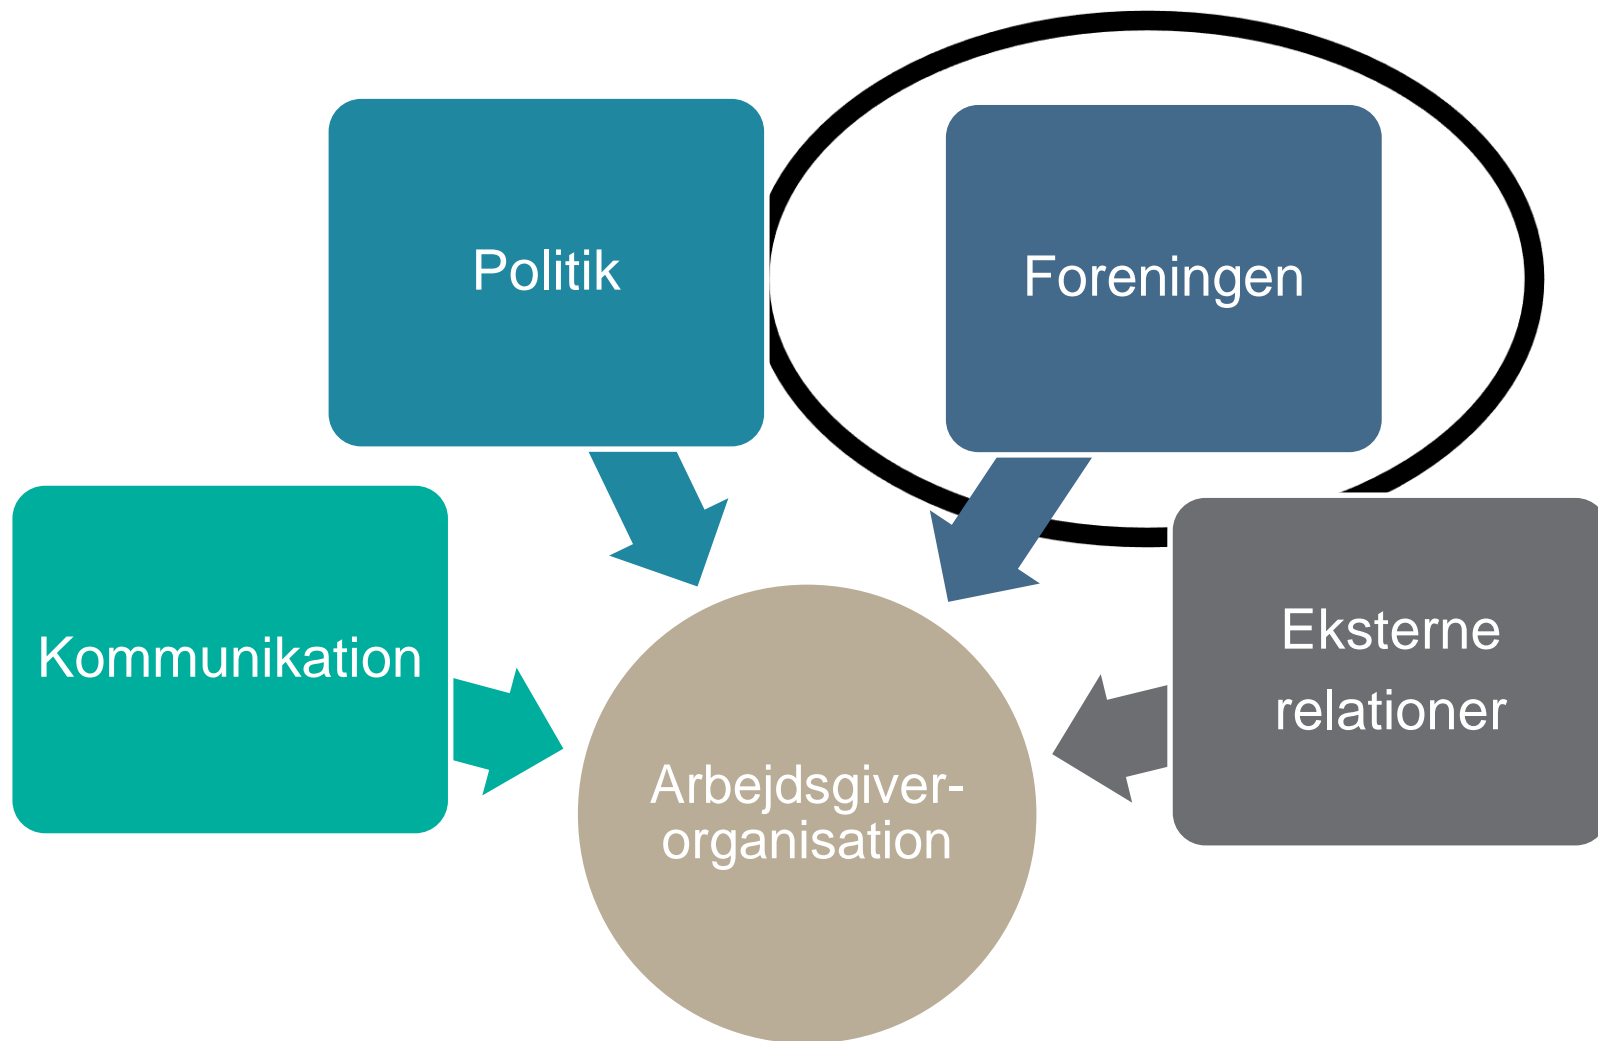 Politik
Foreningen
Kommunikation
Eksterne
relationer
Arbejdsgiver-
organisation